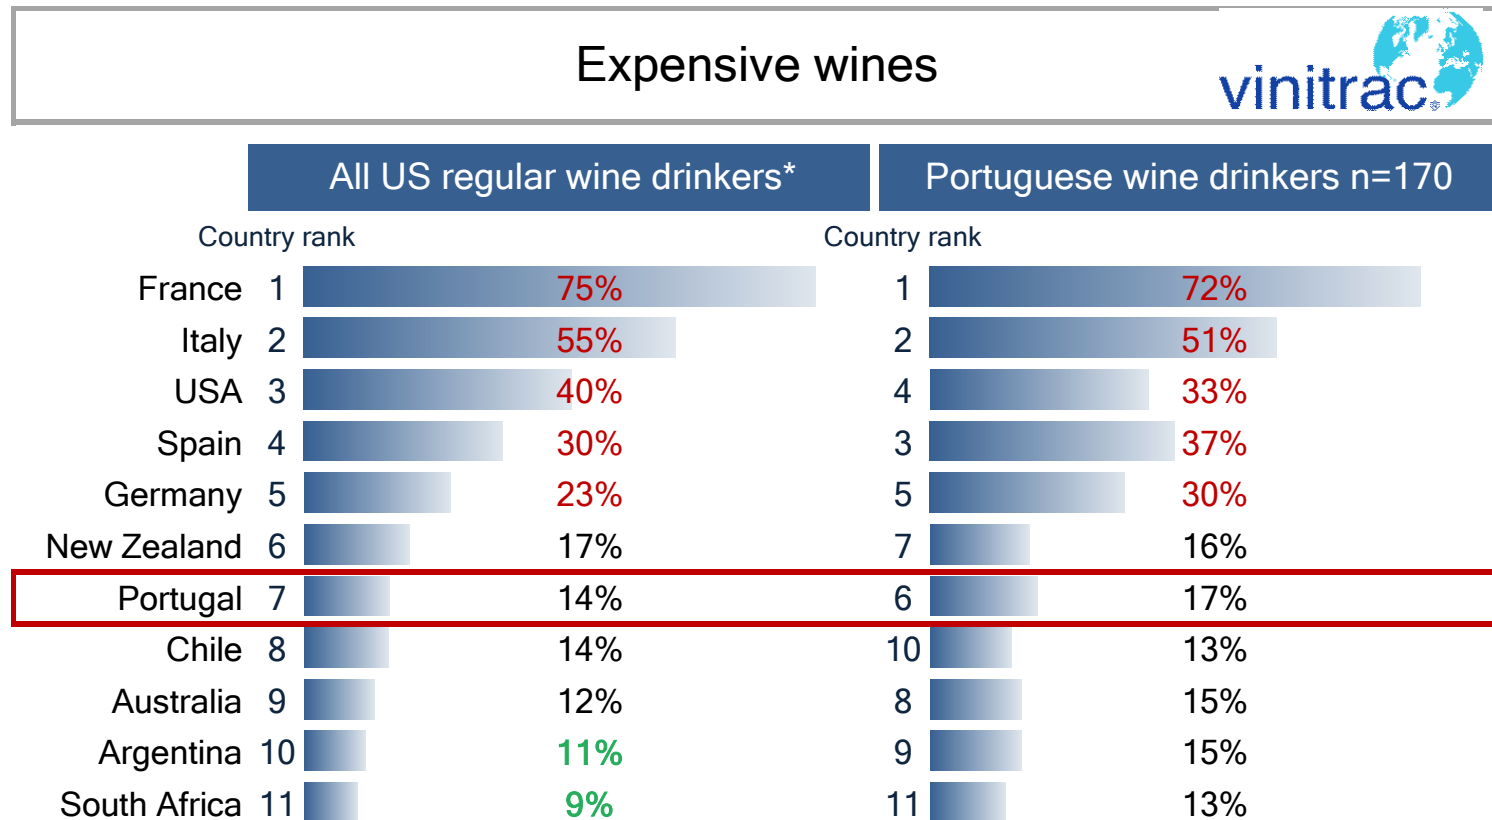 Expensive wines
vinitrac®
All US regular wine drinkers*
Portuguese wine drinkers n=170
Country rank
Country rank
France 1 75% 1 72%
Italy 2 55% 2 51%
USA 3 40% 4 33%
Spain 4 30% 3 37%
Germany 5 23% 5 30%
New Zealand 6 17% 7 16%
Portugal 7 14% 6 17%
Chile 8 14% 10 13%
Australia 9 12% 8 15%
Argentina 10 11% 9 15%
South Africa 11 9% 11 13%